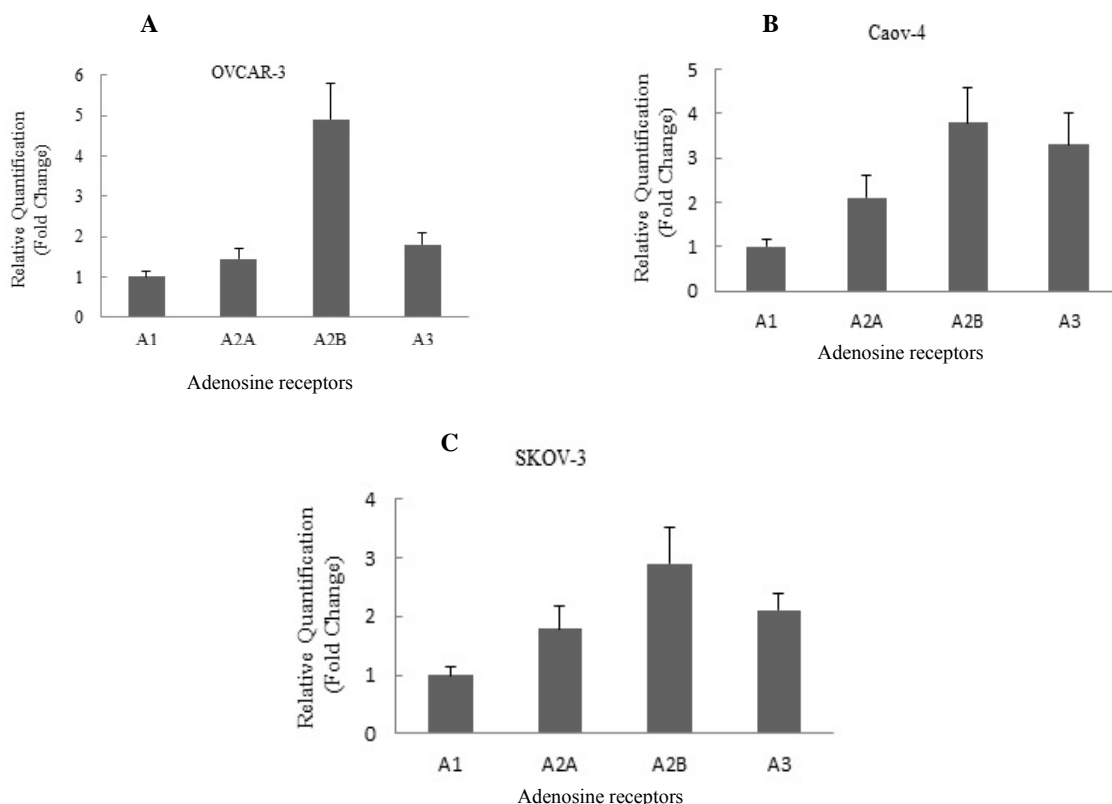 A
OVCAR-3
Relative Quantification
(Fold Change)
6
5
4
3
2
1
0
A1 A2A A2B A3
Adenosine receptors
B
Caov-4
Relative Quantification
(Fold Change)
5
4
3
2
1
0
A1 A2A A2B A3
Adenosine receptors
C
SKOV-3
Relative Quantification
(Fold Change)
4
3
2
1
0
A1 A2A A2B A3
Adenosine receptors